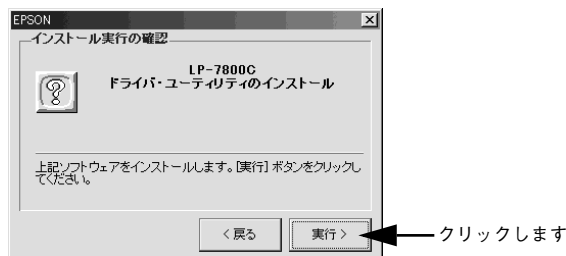 EPSON
インストール実行の確認
LP-7800C
ドライバ・ユーティリティのインストール
上記ソフトウェアをインストールします。[実行] ボタンをクリックし
てください。
< 戻る
実行 >
クリックします